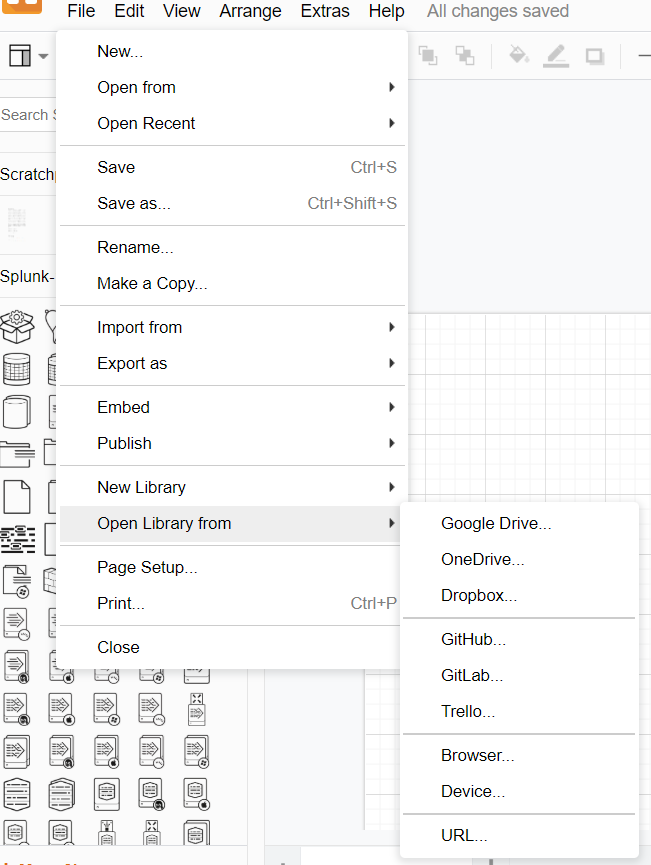 File Edit View Arrange Extras Help All changes saved
New...
Open from
Open Recent
Search
Save Ctrl+S
Scratchp
Save as... Ctrl+Shift+S
Rename...
Splunk-
Make a Copy...
Import from
Export as
Embed
Publish
New Library
Open Library from
Google Drive...
OneDrive...
Page Setup...
Dropbox...
Print... Ctrl+P
GitHub...
Close
GitLab...
Trello...
Browser...
Device...
URL...